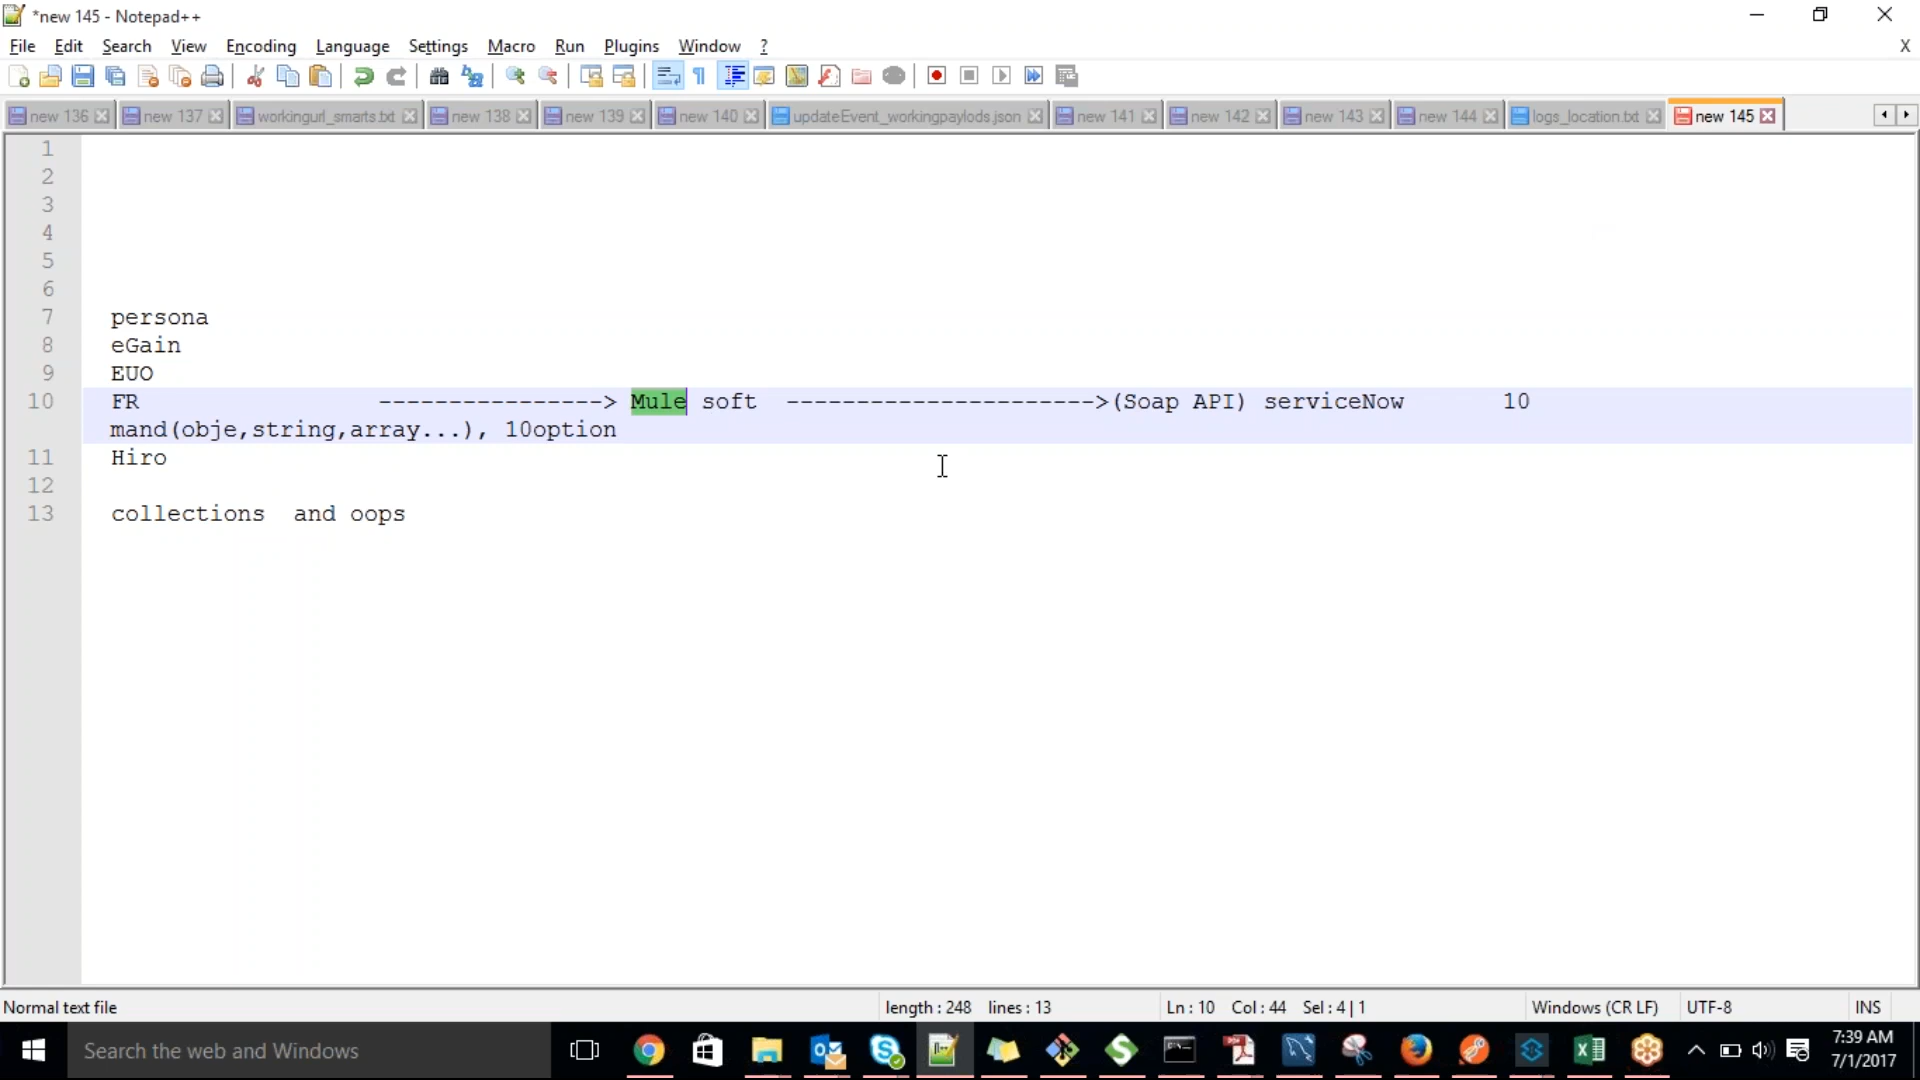 *new 145 - Notepad++
File Edit Search View Encoding Language Settings Macro Run Plugins Window ? X
new 136 new 137 workingurl_smarts.txt new 138 new 139 new 140 updateEvent_workingpaylods.json new 141 new 142 new 143 new 144 logs_location.txt new 145
1
2
3
4
5
6
7 persona
8 eGain
9 EUO
10 FR ----------------> Mule soft ---------------------->(Soap API) serviceNow 10
mand(obje,string,array...), 10option
11 Hiro
12
13 collections and oops
Normal text file length : 248 lines : 13 Ln : 10 Col : 44 Sel : 4 | 1 Windows (CR LF) UTF-8 INS
Search the web and Windows
7:39 AM
7/1/2017